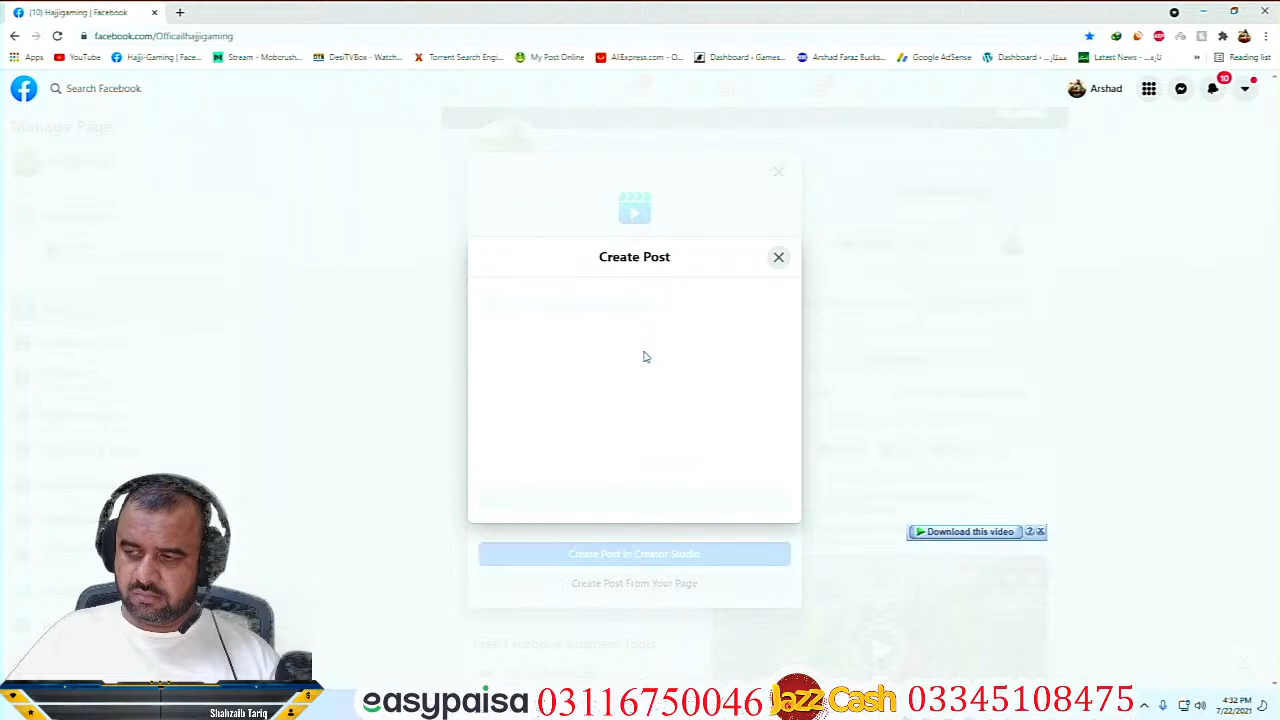 (10) Hajjigaming | Facebook
facebook.com/Officailhajjigaming
Apps
YouTube
Hajji-Gaming | Face...
Stream - Mobcrush...
DesiTVBox - Watch...
Torrent Search Engi...
My Post Online
AliExpress.com - O...
Dashboard ‹ Games...
Arshad Faraz Bucks...
Google AdSense
Dashboard ‹ ...
Latest News - ...
»
Reading list
Search Facebook
Arshad
10
Manage Page
Create Post
Download this video
Create Post in Creator Studio
Create Post From Your Page
Shahzaib Tariq
easypaisa 03116750046 JazzCash 03345108475
4:32 PM
7/22/2021